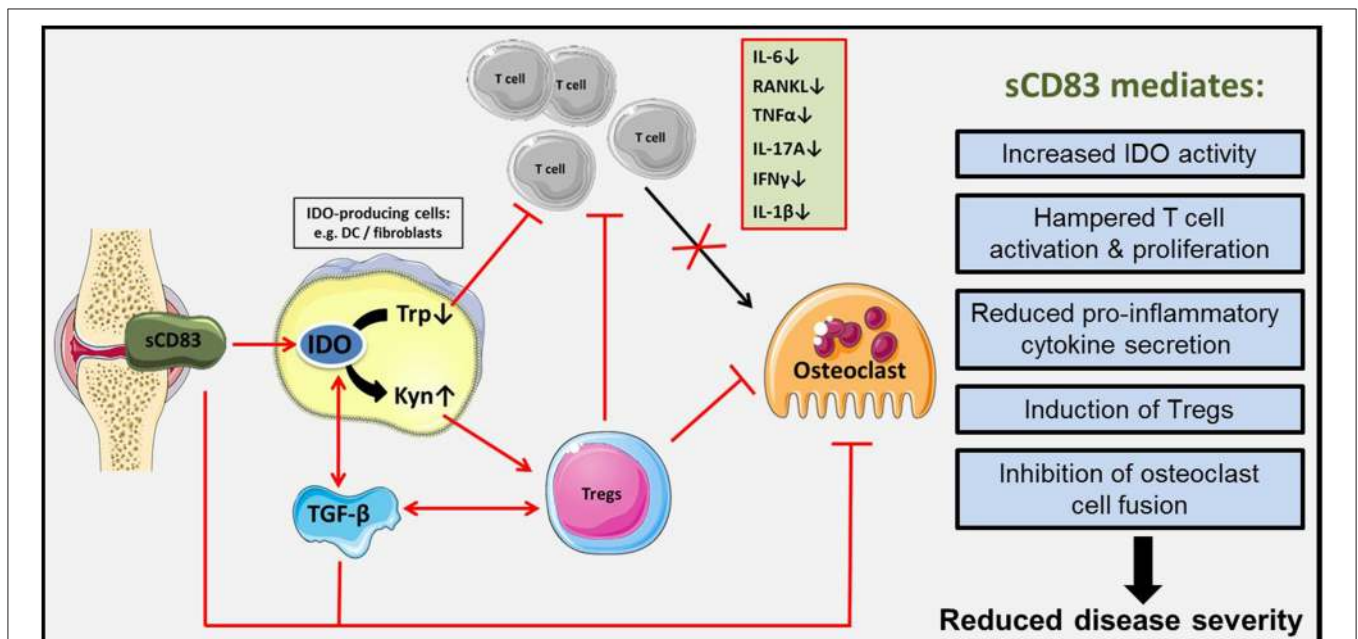 T cell
T cell
T cell
T cell
IL-6↓
RANKL↓
TNFα↓
IL-17A↓
IFNγ↓
IL-1β↓
IDO-producing cells:
e.g. DC / fibroblasts
sCD83
IDO
Trp↓
Kyn↑
TGF-β
Tregs
Osteoclast
sCD83 mediates:
Increased IDO activity
Hampered T cell
activation & proliferation
Reduced pro-inflammatory
cytokine secretion
Induction of Tregs
Inhibition of osteoclast
cell fusion
Reduced disease severity